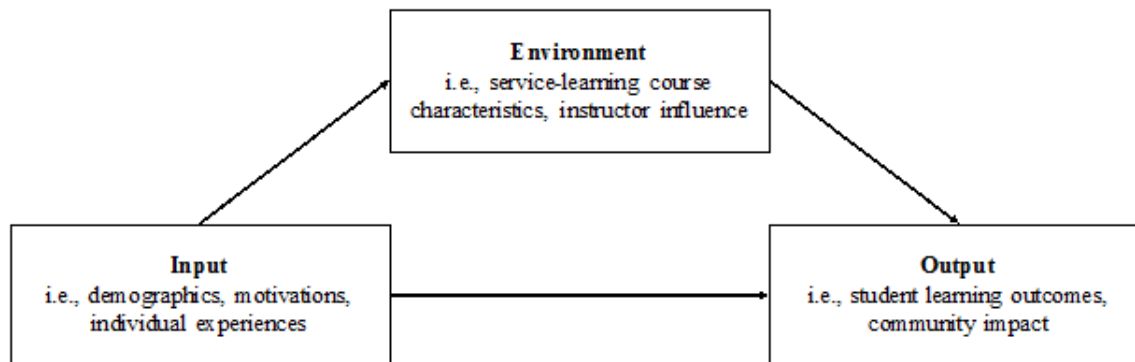 Environment
i.e., service-learning course
characteristics, instructor influence
Input
i.e., demographics, motivations,
individual experiences
Output
i.e., student learning outcomes,
community impact